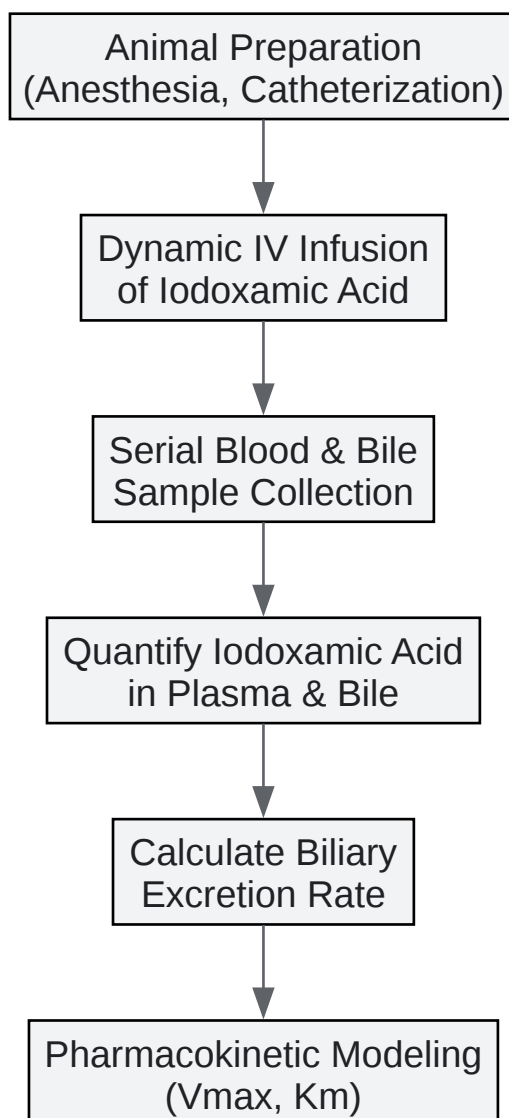 Animal Preparation
(Anesthesia, Catheterization)
Dynamic IV Infusion
of Iodoxamic Acid
Serial Blood & Bile
Sample Collection
Quantify Iodoxamic Acid
in Plasma & Bile
Calculate Biliary
Excretion Rate
Pharmacokinetic Modeling
(Vmax, Km)